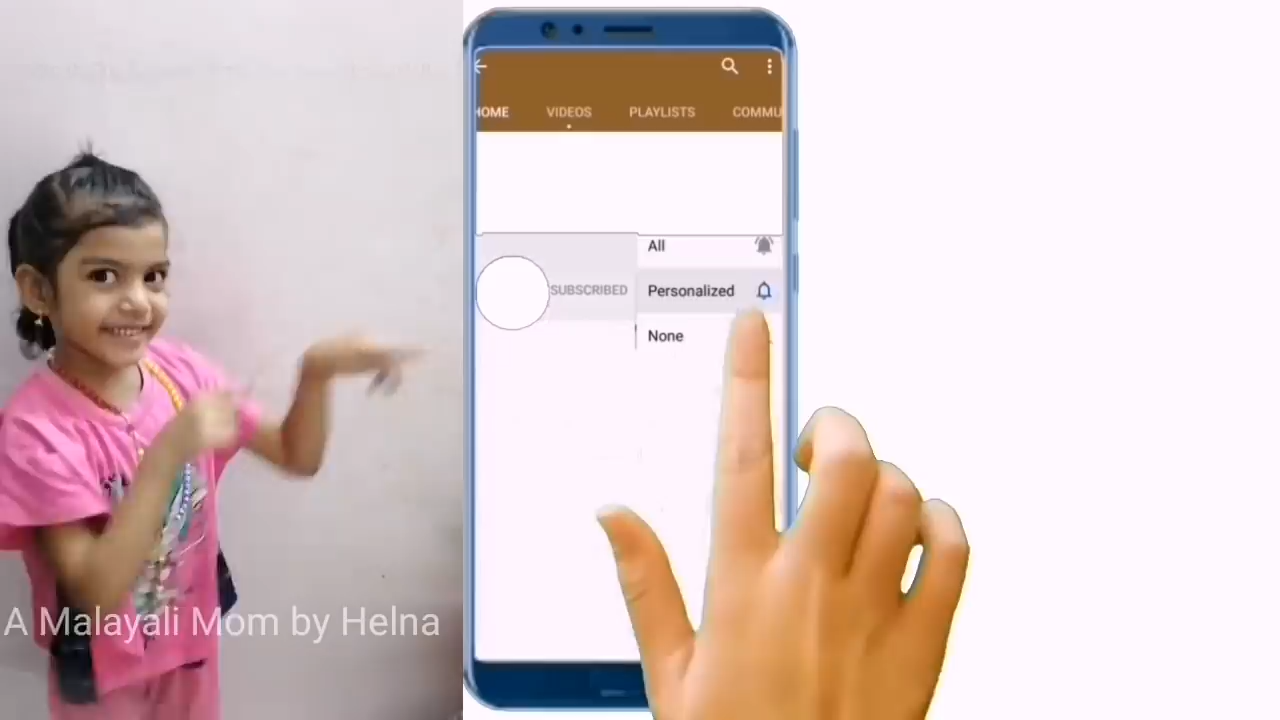 HOME VIDEOS PLAYLISTS COMMU
All
SUBSCRIBED Personalized
None
A Malayali Mom by Helna